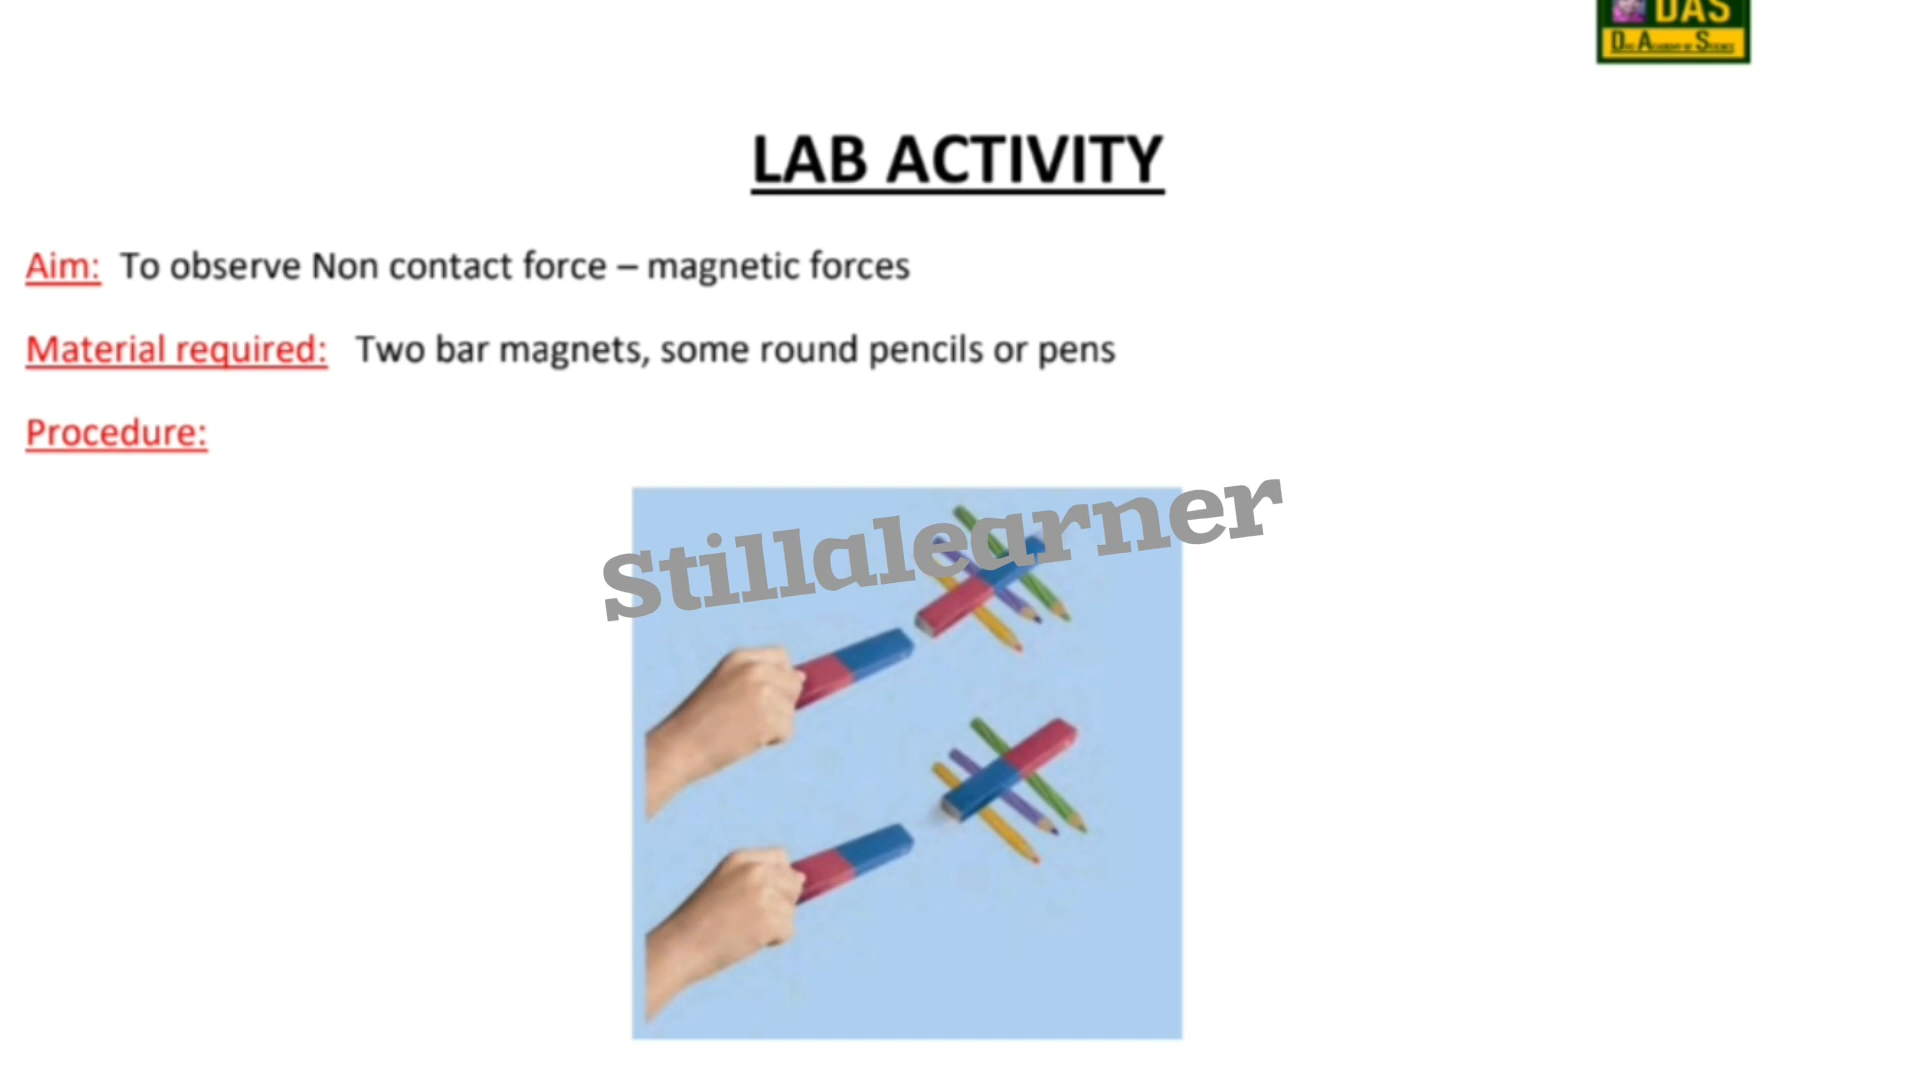 DAS
LAB ACTIVITY
Aim: To observe Non contact force – magnetic forces
Material required: Two bar magnets, some round pencils or pens
Procedure:
Stillalearner